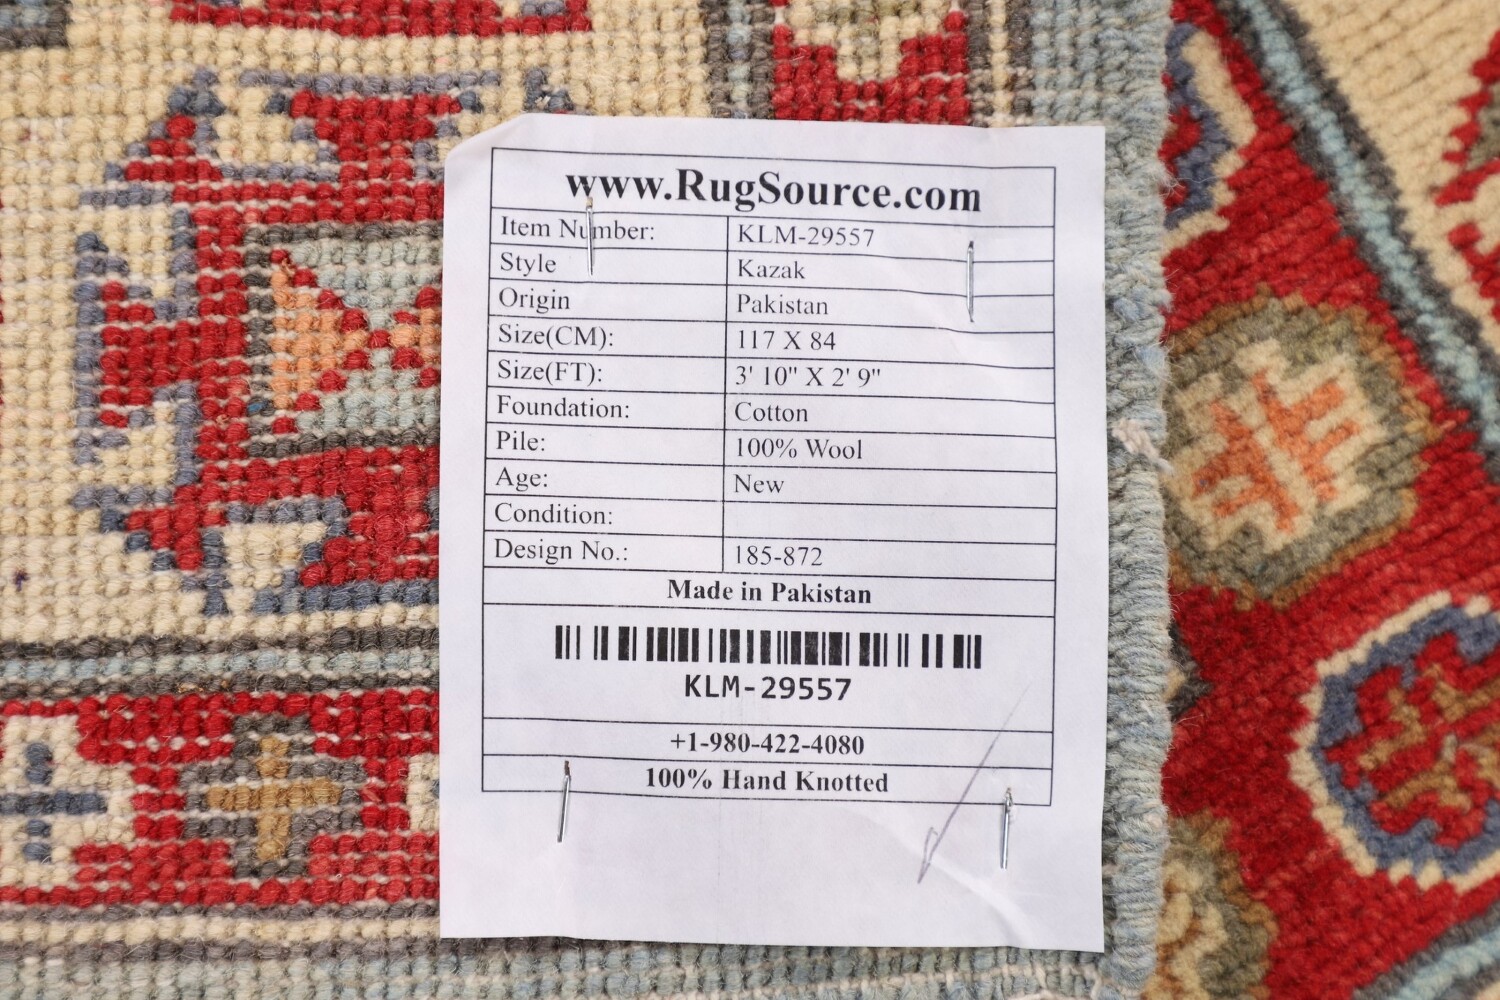 www.RugSource.com
Item Number: KLM-29557
Style Kazak
Origin Pakistan
Size(CM): 117 X 84
Size(FT): 3' 10" X 2' 9"
Foundation: Cotton
Pile: 100% Wool
Age: New
Condition:
Design No.: 185-872
Made in Pakistan
KLM-29557
+1-980-422-4080
100% Hand Knotted